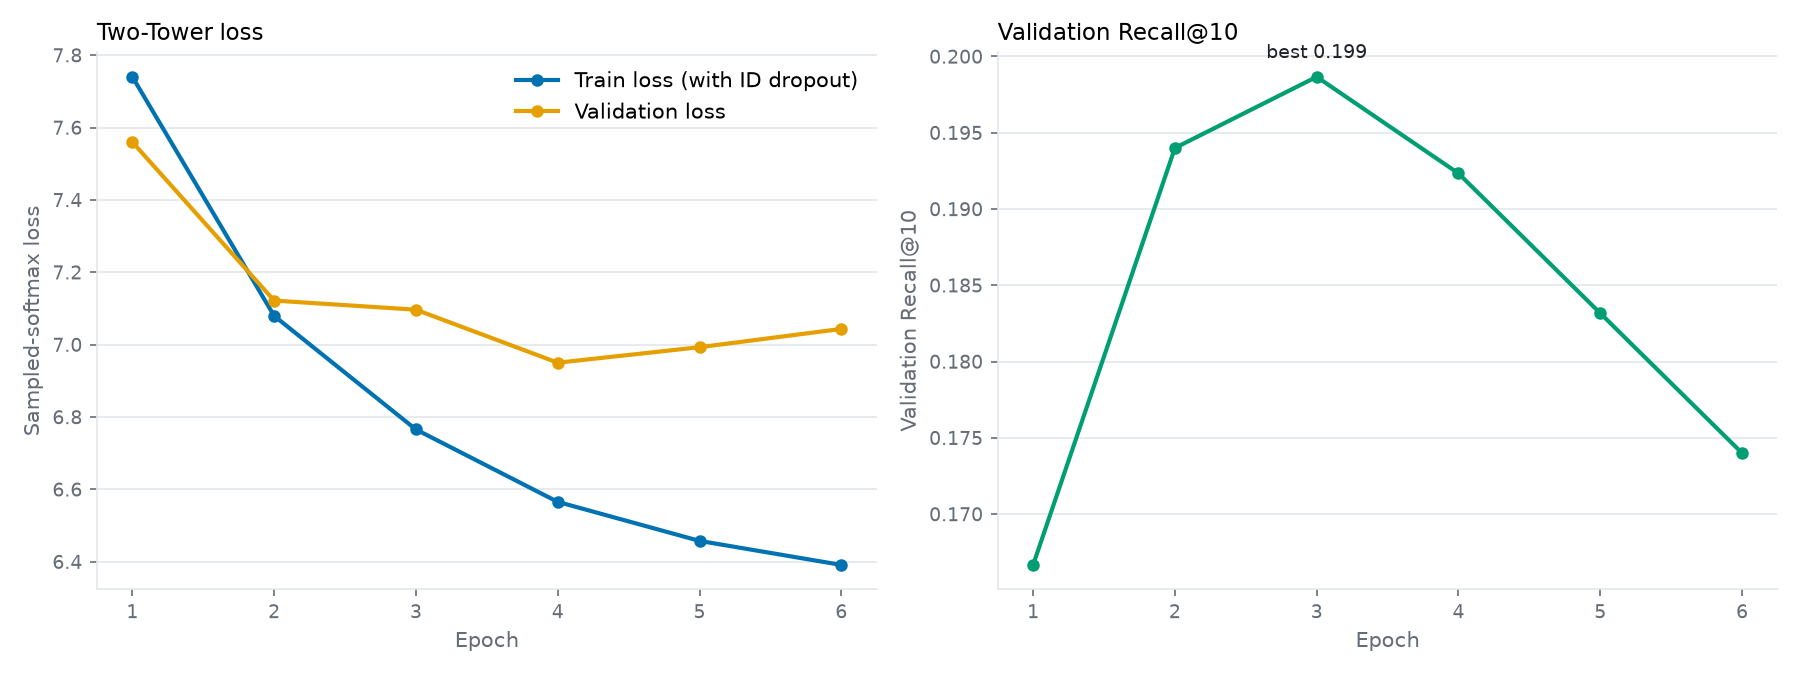 Two-Tower loss
7.8
7.6
7.4
7.2
7.0
6.8
6.6
6.4
Sampled-softmax loss
Train loss (with ID dropout)
Validation loss
1 2 3 4 5 6
Epoch
Validation Recall@10
best 0.199
0.200
0.195
0.190
0.185
0.180
0.175
0.170
Validation Recall@10
1 2 3 4 5 6
Epoch